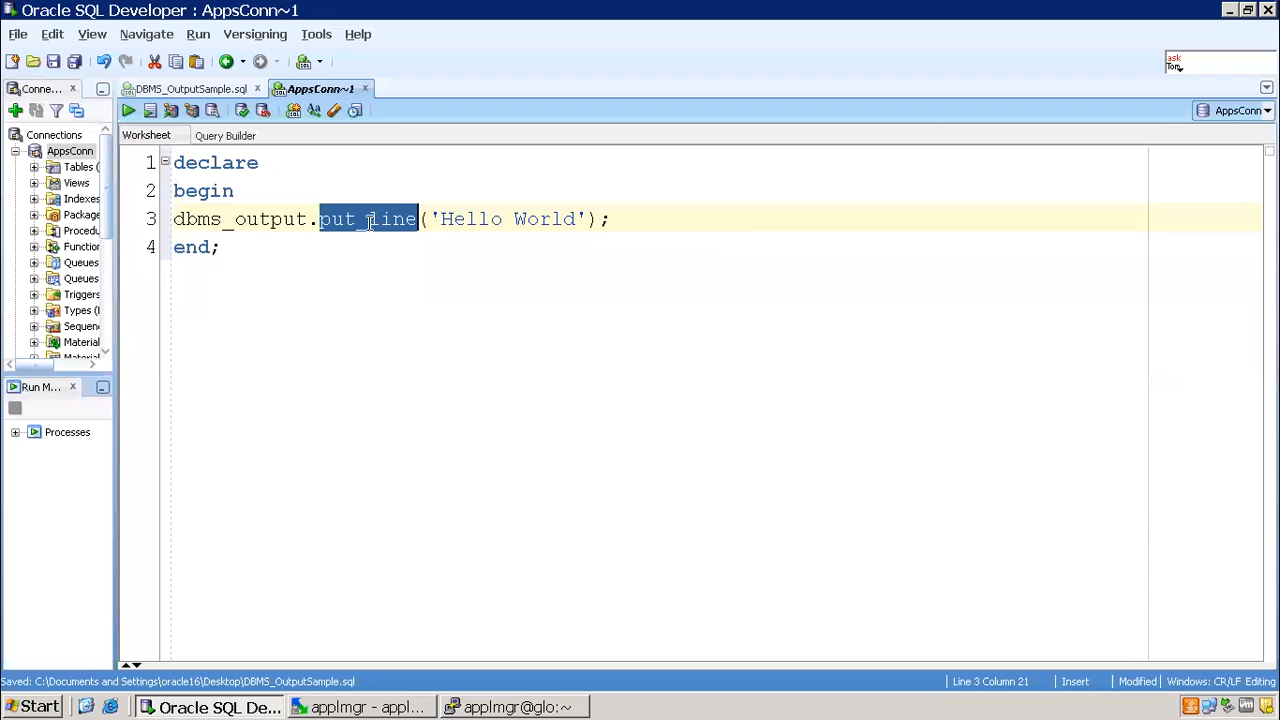 Oracle SQL Developer : AppsConn~1
File Edit View Navigate Run Versioning Tools Help
ask
Tom
Conne...
DBMS_OutputSample.sql
AppsConn~1
AppsConn
Connections
Worksheet
Query Builder
AppsConn
Tables (
Views
Indexes
Package
Procedu
Function
Queues
Queues
Triggers
Types (
Sequen
Material
Material
1 declare
2 begin
3 dbms_output.put_line('Hello World');
4 end;
Run M...
Processes
Saved: C:\Documents and Settings\oracle16\Desktop\DBMS_OutputSample.sql
Line 3 Column 21
Insert
Modified
Windows: CR/LF Editing
Start
Oracle SQL De...
applmgr - appl...
applmgr@glo:~